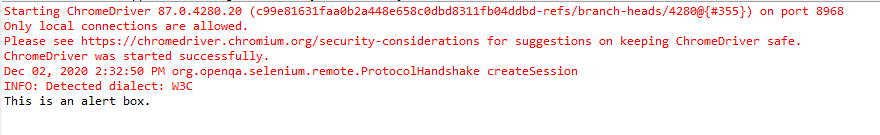 Starting ChromeDriver 87.0.4280.20 (c99e81631faa0b2a448e658c0dbd8311fb04ddbd-refs/branch-heads/4280@{#355}) on port 8968
Only local connections are allowed.
Please see https://chromedriver.chromium.org/security-considerations for suggestions on keeping ChromeDriver safe.
ChromeDriver was started successfully.
Dec 02, 2020 2:32:50 PM org.openqa.selenium.remote.ProtocolHandshake createSession
INFO: Detected dialect: W3C
This is an alert box.